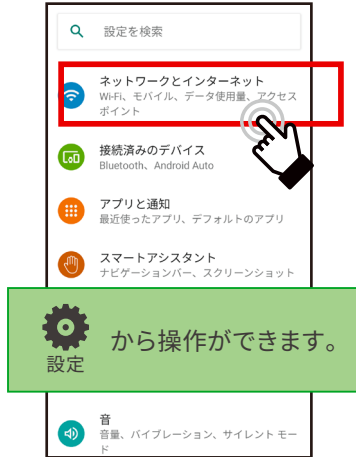 設定を検索
ネットワークとインターネット
Wi-Fi、モバイル、データ使用量、アクセス
ポイント
接続済みのデバイス
Bluetooth、Android Auto
アプリと通知
最近使ったアプリ、デフォルトのアプリ
スマートアシスタント
ナビゲーションバー、スクリーンショット
設定
から操作ができます。
音
音量、バイブレーション、サイレント モー
ド